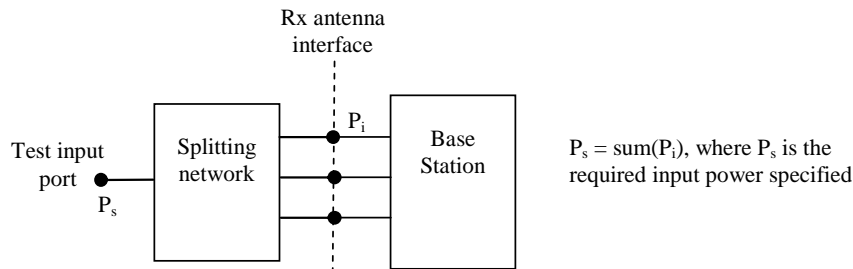 Rx antenna
interface
P_i
Test input
port
P_s
Splitting
network
Base
Station
P_s = sum(P_i), where P_s is the
required input power specified